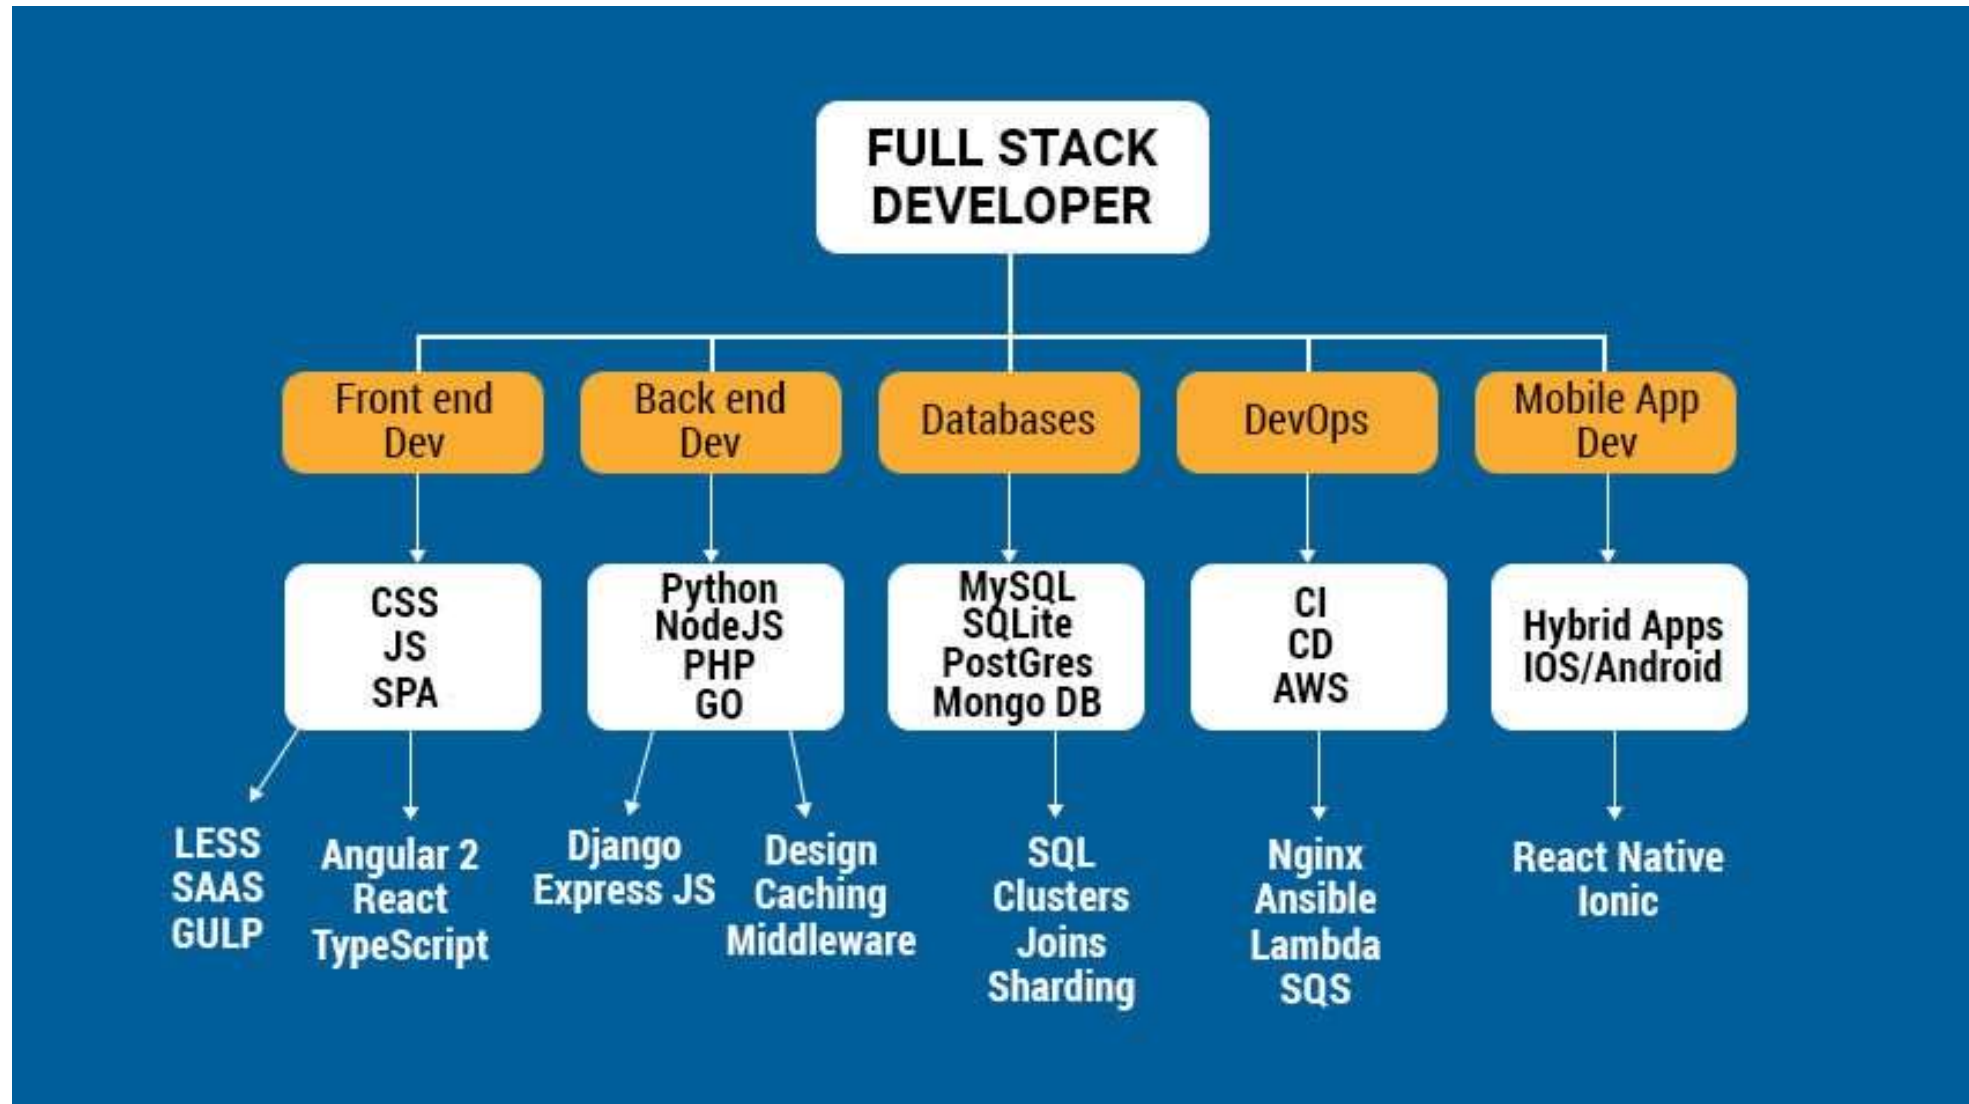 FULL STACK
DEVELOPER
Front end
Dev
Back end
Dev
Databases
DevOps
Mobile App
Dev
CSS
JS
SPA
Python
NodeJS
PHP
GO
MySQL
SQLite
PostGres
Mongo DB
CI
CD
AWS
Hybrid Apps
IOS/Android
LESS
SAAS
GULP
Angular 2
React
TypeScript
Django
Express JS
Design
Caching
Middleware
SQL
Clusters
Joins
Sharding
Nginx
Ansible
Lambda
SQS
React Native
Ionic